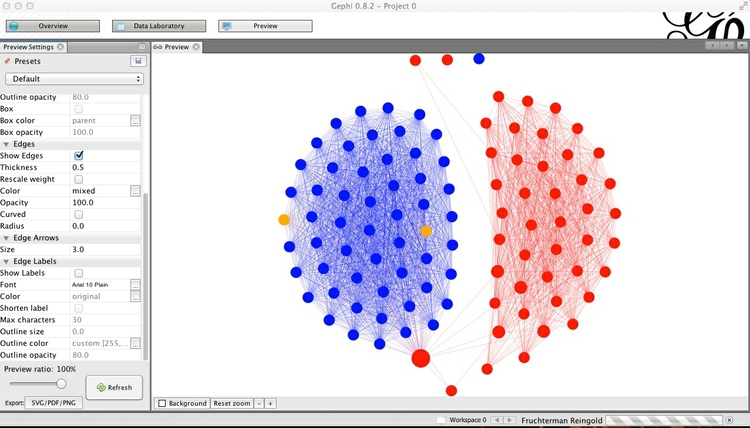 Gephi 0.8.2 - Project 0
Overview
Data Laboratory
Preview
Preview Settings
Preview
Presets
Default
Outline opacity 80.0
Box
Box color parent ...
Box opacity 100.0
Edges
Show Edges
Thickness 0.5
Rescale weight
Color mixed ...
Opacity 100.0
Curved
Radius 0.0
Edge Arrows
Size 3.0
Edge Labels
Show Labels
Font Arial 10 Plain ...
Color original ...
Shorten label
Max characters 30
Outline size 0.0
Outline color custom [255,... ...
Outline opacity 80.0
Preview ratio: 100%
Refresh
Export: SVG/PDF/PNG
Background
Reset zoom
- +
Workspace 0
Fruchterman Reingold